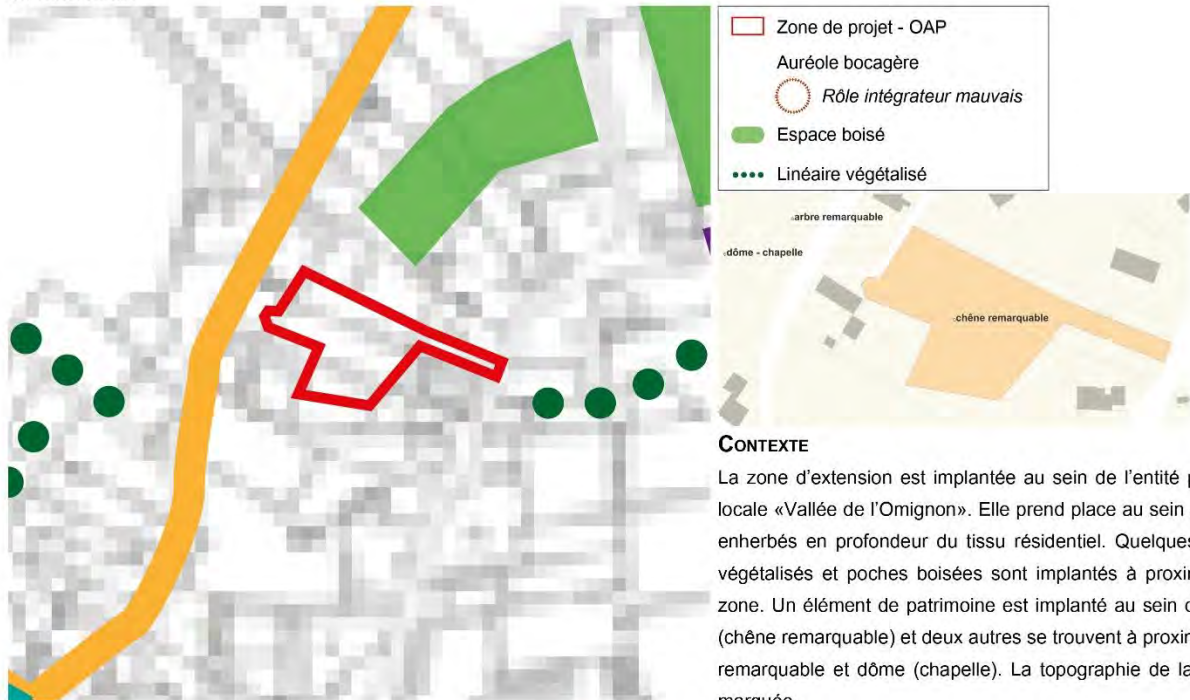 Zone de projet - OAP
Auréole bocagère
Rôle intégrateur mauvais
Espace boisé
Linéaire végétalisé
arbre remarquable
dôme - chapelle
chêne remarquable
CONTEXTE
La zone d'extension est implantée au sein de l'entité
locale «Vallée de l'Omignon». Elle prend place au sein
enherbés en profondeur du tissu résidentiel. Quelques
végétalisés et poches boisées sont implantés à
zone. Un élément de patrimoine est implanté au sein
(chêne remarquable) et deux autres se trouvent à
remarquable et dôme (chapelle). La topographie de la